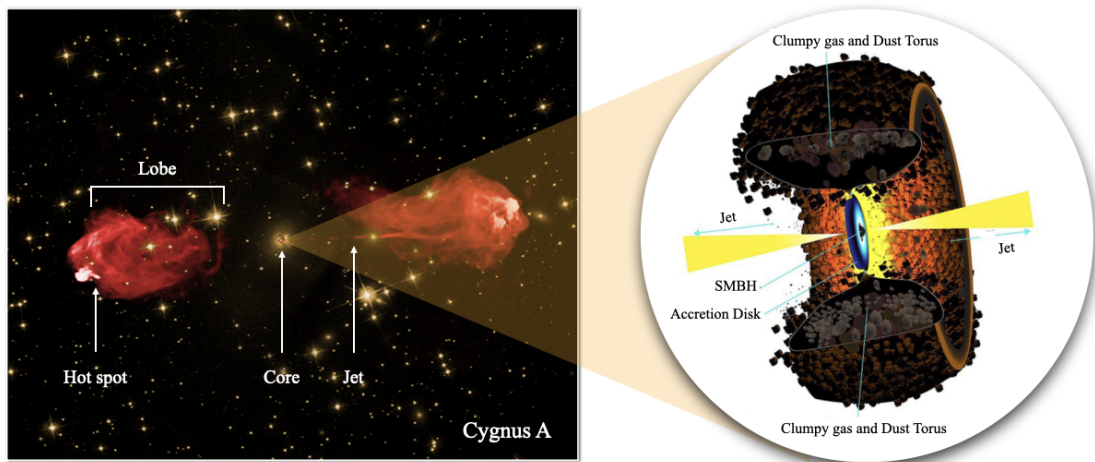 Lobe
Hot spot
Core
Jet
Cygnus A
Clumpy gas and Dust Torus
Jet
Jet
SMBH
Accretion Disk
Clumpy gas and Dust Torus